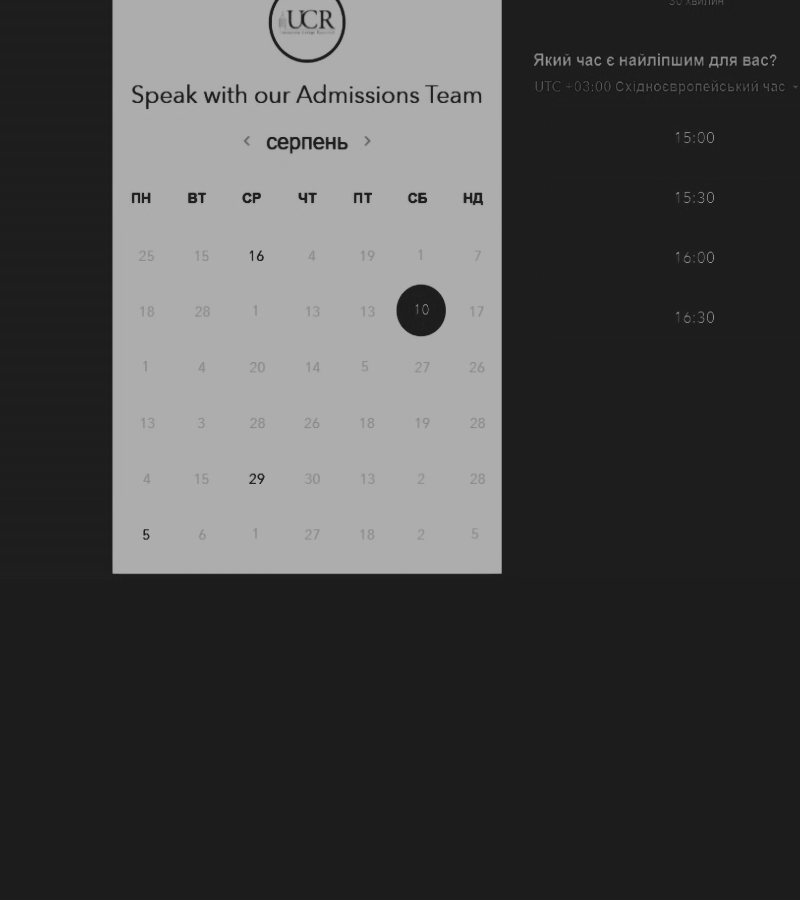 UCR
Speak with our Admissions Team
‹ серпень ›
ПН ВТ СР ЧТ ПТ СБ НД
25 15 16 4 19 1 7
18 28 1 13 13 10 17
1 4 20 14 5 27 26
13 3 28 26 18 19 28
4 15 29 30 13 2 28
5 6 1 27 18 2 5
30 хвилин
Який час є найліпшим для вас?
UTC +03:00 Східноєвропейський час
15:00
15:30
16:00
16:30